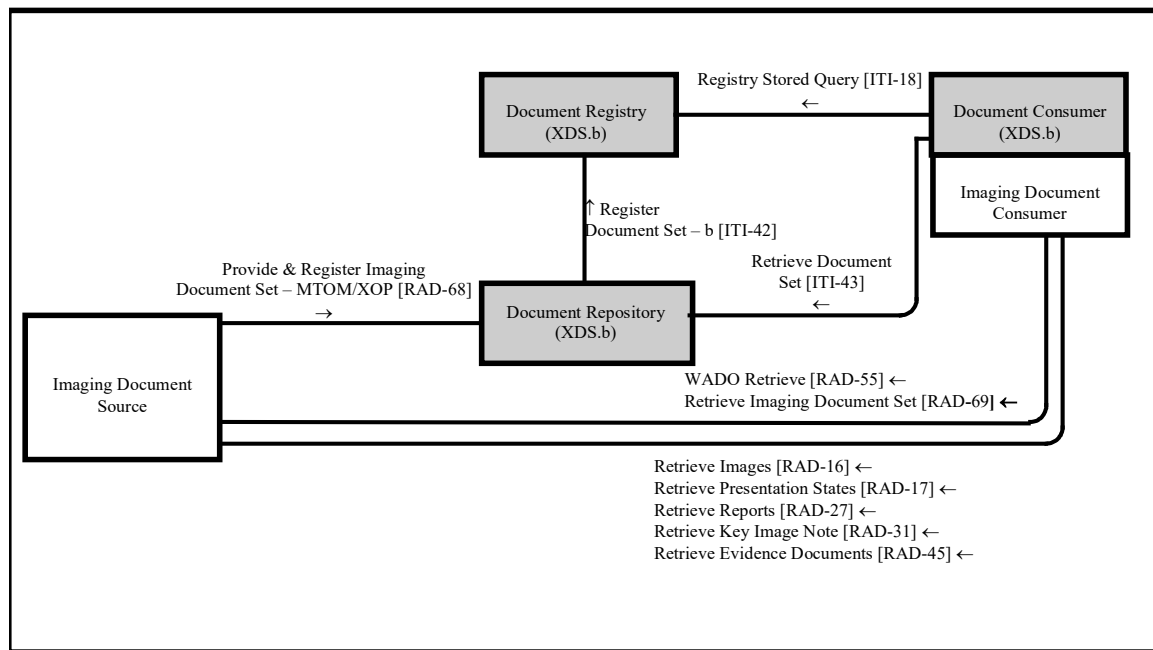 Registry Stored Query [ITI-18]
←
Document Registry
(XDS.b)
Document Consumer
(XDS.b)
Imaging Document
Consumer
↑ Register
Document Set – b [ITI-42]
Provide & Register Imaging
Document Set – MTOM/XOP [RAD-68]
→
Retrieve Document
Set [ITI-43]
←
Document Repository
(XDS.b)
Imaging Document
Source
WADO Retrieve [RAD-55] ←
Retrieve Imaging Document Set [RAD-69] ←
Retrieve Images [RAD-16] ←
Retrieve Presentation States [RAD-17] ←
Retrieve Reports [RAD-27] ←
Retrieve Key Image Note [RAD-31] ←
Retrieve Evidence Documents [RAD-45] ←